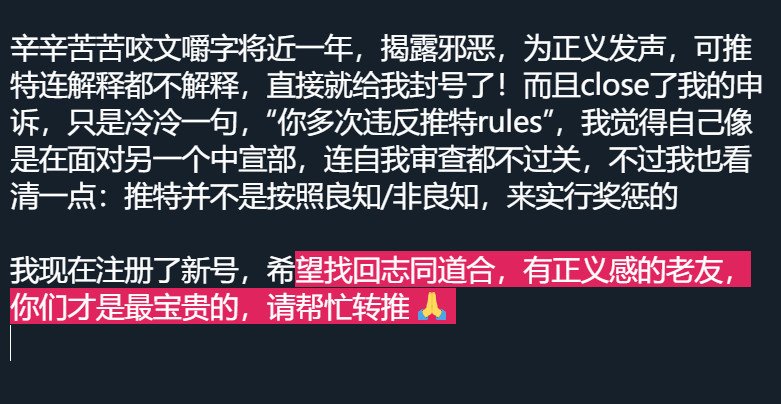 辛辛苦苦咬文嚼字将近一年，揭露邪恶，为正义发声，可推
特连解释都不解释，直接就给我封号了！而且close了我的申
诉，只是冷冷一句，“你多次违反推特rules”，我觉得自己像
是在面对另一个中宣部，连自我审查都不过关，不过我也看
清一点：推特并不是按照良知/非良知，来实行奖惩的
我现在注册了新号，希望找回志同道合，有正义感的老友，
你们才是最宝贵的，请帮忙转推 🙏